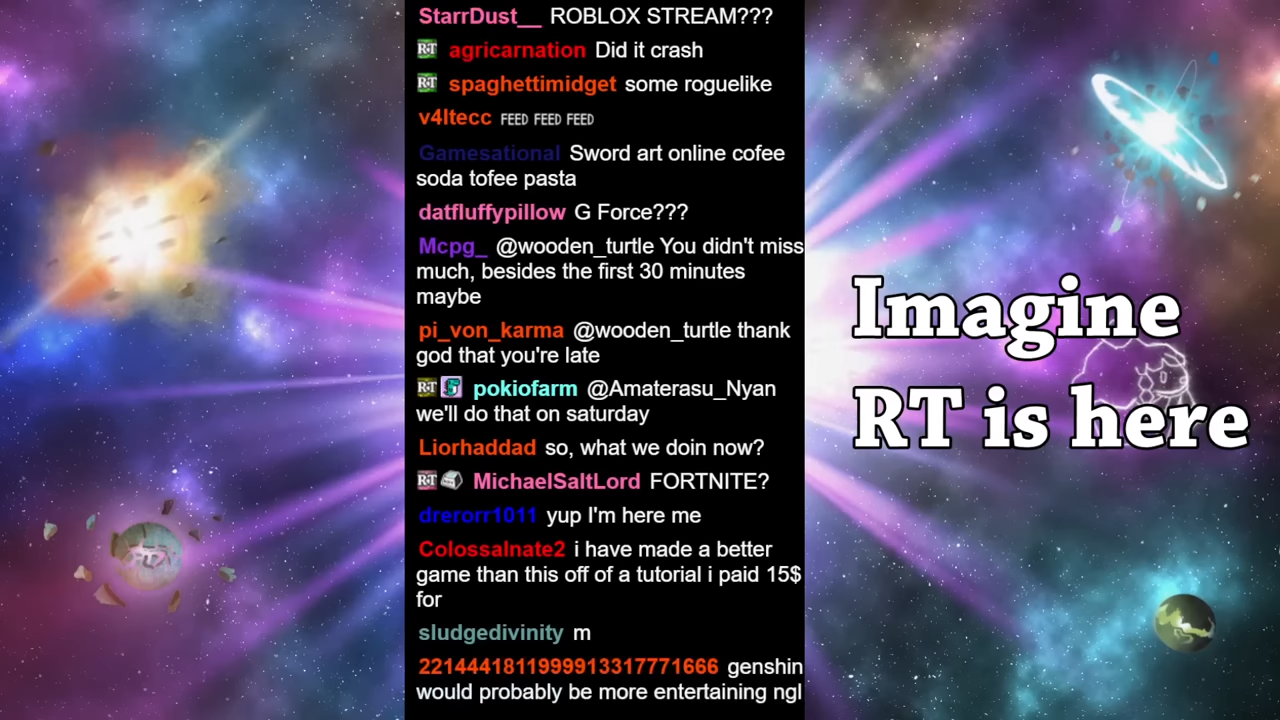 StarrDust__ ROBLOX STREAM???
RT agricarnation Did it crash
RT spaghettimidget some roguelike
v4ltecc FEED FEED FEED
Gamesational Sword art online cofee
soda tofee pasta
datfluffypillow G Force???
Mcpg_ @wooden_turtle You didn't miss
much, besides the first 30 minutes
maybe
pi_von_karma @wooden_turtle thank
god that you're late
RT pokiofarm @Amaterasu_Nyan
we'll do that on saturday
Liorhaddad so, what we doin now?
RT MichaelSaltLord FORTNITE?
drerorr1011 yup I'm here me
Colossalnate2 i have made a better
game than this off of a tutorial i paid 15$
for
sludgedivinity m
2214441811999913317771666 genshin
would probably be more entertaining ngl
Imagine
RT is here